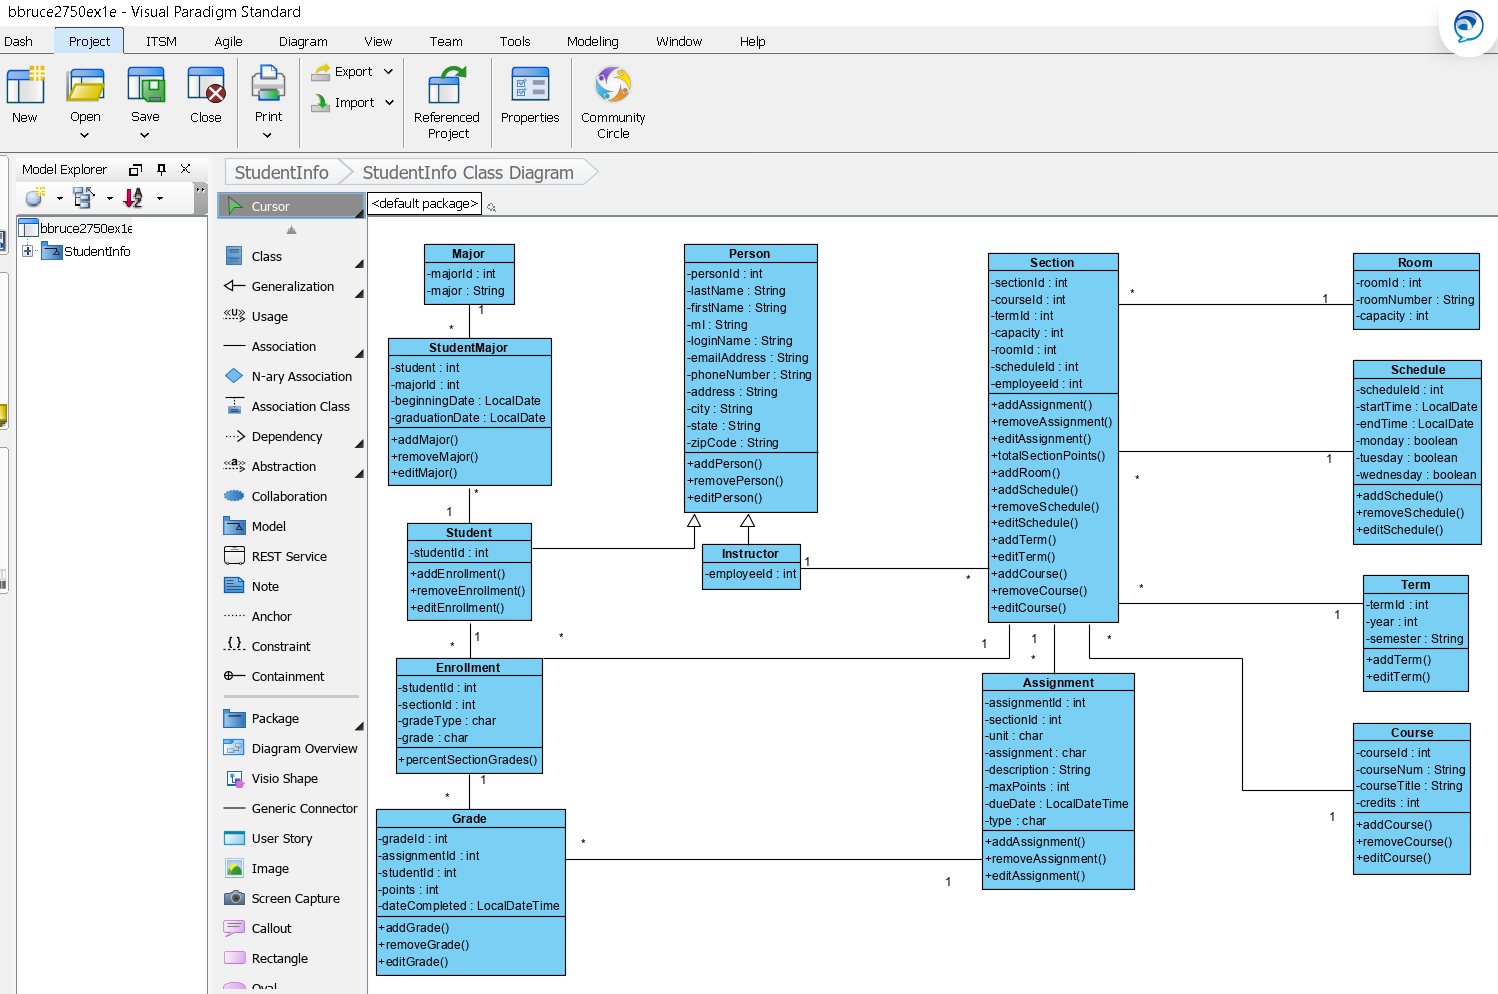 bbruce2750ex1e - Visual Paradigm Standard
Dash Project ITSM Agile Diagram View Team Tools Modeling Window Help
New
Open
Save
Close
Print
Export
Import
Referenced
Project
Properties
Community
Circle
Model Explorer
bbruce2750ex1e
StudentInfo
StudentInfo StudentInfo Class Diagram
<default package>
Cursor
Class
Generalization
Usage
Association
N-ary Association
Association Class
Dependency
Abstraction
Collaboration
Model
REST Service
Note
Anchor
Constraint
Containment
Package
Diagram Overview
Visio Shape
Generic Connector
User Story
Image
Screen Capture
Callout
Rectangle
Oval
Major
-majorId : int
-major : String
1
*
StudentMajor
-student : int
-majorId : int
-beginningDate : LocalDate
-graduationDate : LocalDate
+addMajor()
+removeMajor()
+editMajor()
*
1
Student
-studentId : int
+addEnrollment()
+removeEnrollment()
+editEnrollment()
1
*
*
Enrollment
-studentId : int
-sectionId : int
-gradeType : char
-grade : char
+percentSectionGrades()
1
*
Grade
-gradeId : int
-assignmentId : int
-studentId : int
-points : int
-dateCompleted : LocalDateTime
+addGrade()
+removeGrade()
+editGrade()
*
1
Person
-personId : int
-lastName : String
-firstName : String
-mI : String
-loginName : String
-emailAddress : String
-phoneNumber : String
-address : String
-city : String
-state : String
-zipCode : String
+addPerson()
+removePerson()
+editPerson()
Instructor
-employeeId : int
1
*
Section
-sectionId : int
-courseId : int
-termId : int
-capacity : int
-roomId : int
-scheduleId : int
-employeeId : int
+addAssignment()
+removeAssignment()
+editAssignment()
+totalSectionPoints()
+addRoom()
+addSchedule()
+removeSchedule()
+editSchedule()
+addTerm()
+editTerm()
+addCourse()
+removeCourse()
+editCourse()
1
1
*
*
Assignment
-assignmentId : int
-sectionId : int
-unit : char
-assignment : char
-description : String
-maxPoints : int
-dueDate : LocalDateTime
-type : char
+addAssignment()
+removeAssignment()
+editAssignment()
*
1
Room
-roomId : int
-roomNumber : String
-capacity : int
*
1
Schedule
-scheduleId : int
-startTime : LocalDate
-endTime : LocalDate
-monday : boolean
-tuesday : boolean
-wednesday : boolean
+addSchedule()
+removeSchedule()
+editSchedule()
*
1
Term
-termId : int
-year : int
-semester : String
+addTerm()
+editTerm()
1
Course
-courseId : int
-courseNum : String
-courseTitle : String
-credits : int
+addCourse()
+removeCourse()
+editCourse()